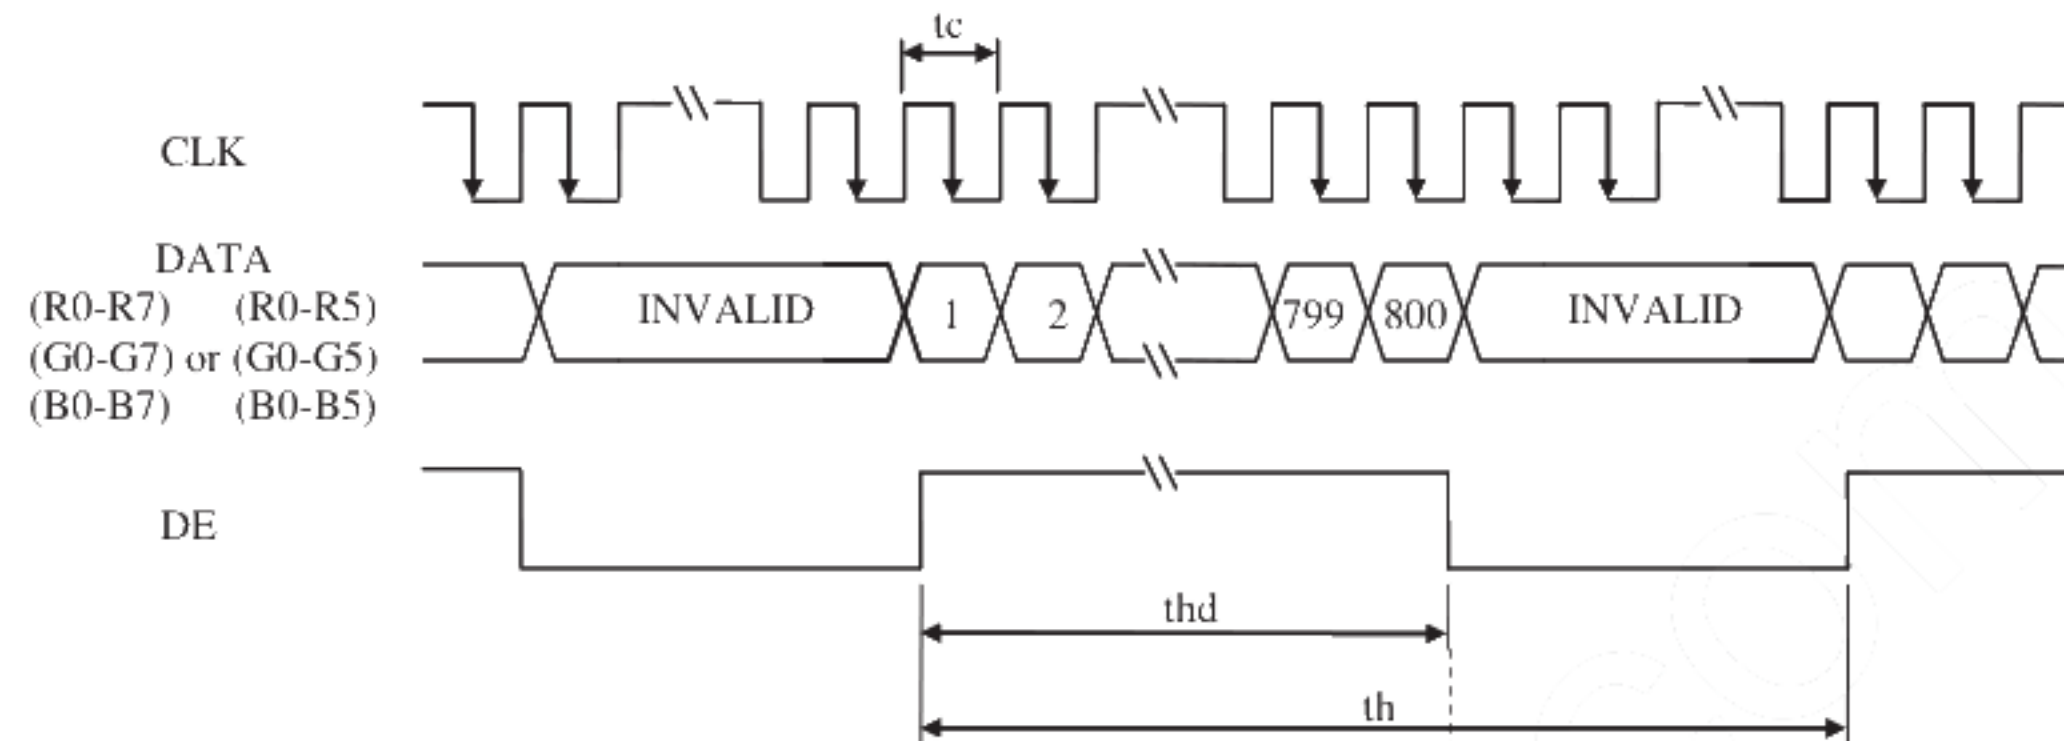 tc
CLK
DATA
(R0-R7) (R0-R5)
(G0-G7) or (G0-G5)
(B0-B7) (B0-B5)
INVALID 1 2 799 800 INVALID
DE
thd
th